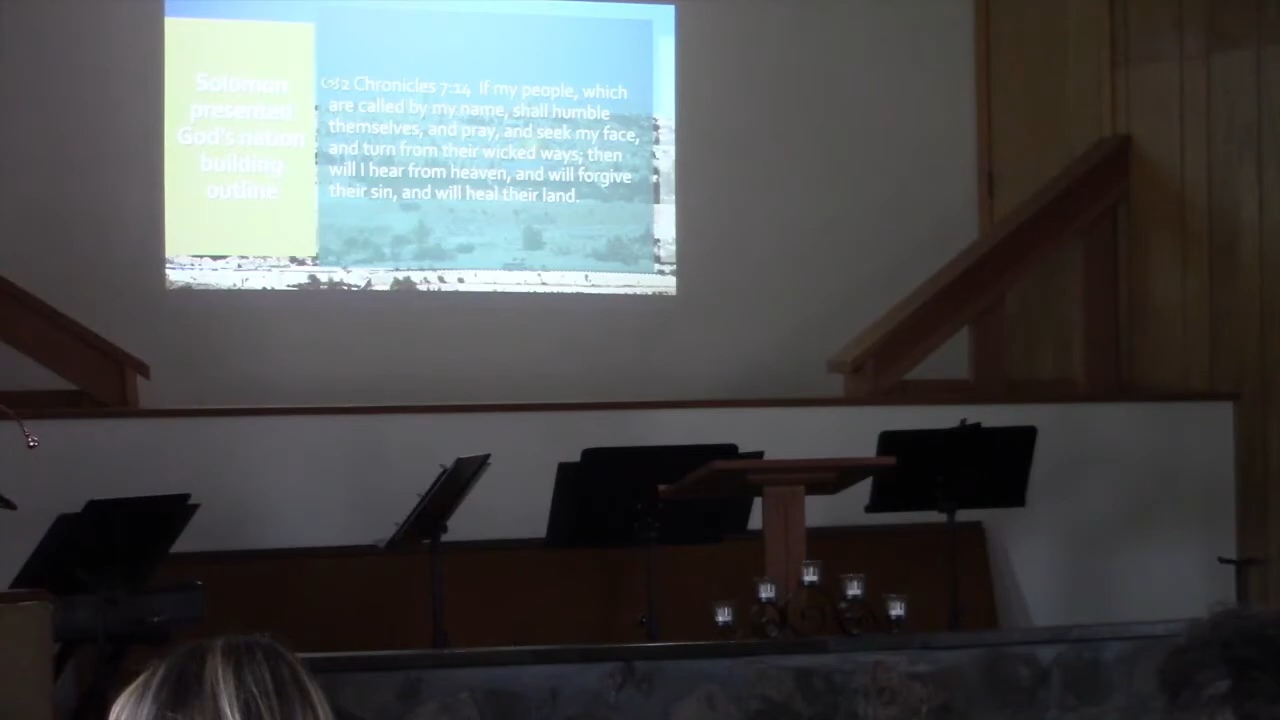 Solomon
presented
God's nation
building
outline
2 Chronicles 7:14 If my people, which
are called by my name, shall humble
themselves, and pray, and seek my face,
and turn from their wicked ways; then
will I hear from heaven, and will forgive
their sin, and will heal their land.